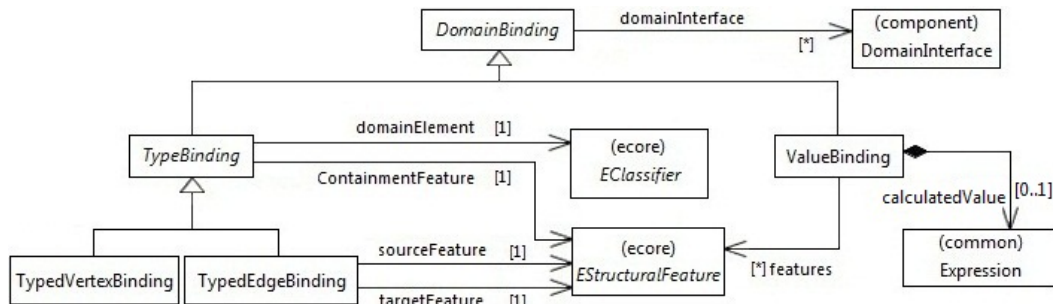 domainInterface
DomainBinding
[*]
(component)
DomainInterface
domainElement [1]
TypeBinding
ContainmentFeature [1]
(ecore)
EClassifier
ValueBinding
calculatedValue
[0..1]
sourceFeature [1]
TypedVertexBinding
TypedEdgeBinding
targetFeature [1]
(ecore)
EStructuralFeature
[*] features
(common)
Expression